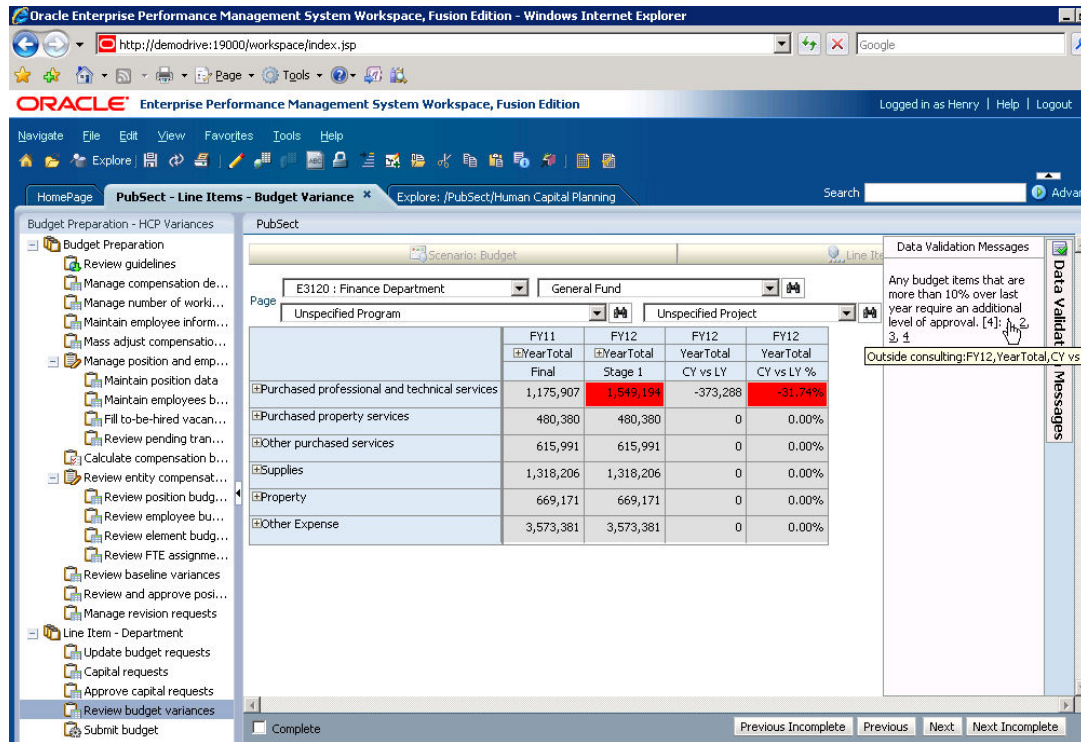 Oracle Enterprise Performance Management System Workspace, Fusion Edition - Windows Internet Explorer
http://demodrive:19000/workspace/index.jsp
Google
Page
Tools
ORACLE Enterprise Performance Management System Workspace, Fusion Edition
Logged in as Henry | Help | Logout
Navigate File Edit View Favorites Tools Help
Explore
HomePage
PubSect - Line Items - Budget Variance
Explore: /PubSect/Human Capital Planning
Search
Advan
Budget Preparation - HCP Variances
Budget Preparation
Review guidelines
Manage compensation de...
Manage number of worki...
Maintain employee inform...
Mass adjust compensatio...
Manage position and emp...
Maintain position data
Maintain employees b...
Fill to-be-hired vacan...
Review pending tran...
Calculate compensation b...
Review entity compensat...
Review position budg...
Review employee bu...
Review element budg...
Review FTE assignme...
Review baseline variances
Review and approve posi...
Manage revision requests
Line Item - Department
Update budget requests
Capital requests
Approve capital requests
Review budget variances
Submit budget
PubSect
Scenario: Budget
Line Ite
Page
E3120 : Finance Department
General Fund
Unspecified Program
Unspecified Project
FY11 FY12 FY12 FY12
YearTotal YearTotal YearTotal YearTotal
Final Stage 1 CY vs LY CY vs LY %
Purchased professional and technical services 1,175,907 1,549,194 -373,288 -31.74%
Purchased property services 480,380 480,380 0 0.00%
Other purchased services 615,991 615,991 0 0.00%
Supplies 1,318,206 1,318,206 0 0.00%
Property 669,171 669,171 0 0.00%
Other Expense 3,573,381 3,573,381 0 0.00%
Data Validation Messages
Any budget items that are
more than 10% over last
year require an additional
level of approval. [4]: 1, 2,
3, 4
Outside consulting:FY12,YearTotal,CY vs
Data Validat
Messages
Complete
Previous Incomplete
Previous
Next
Next Incomplete